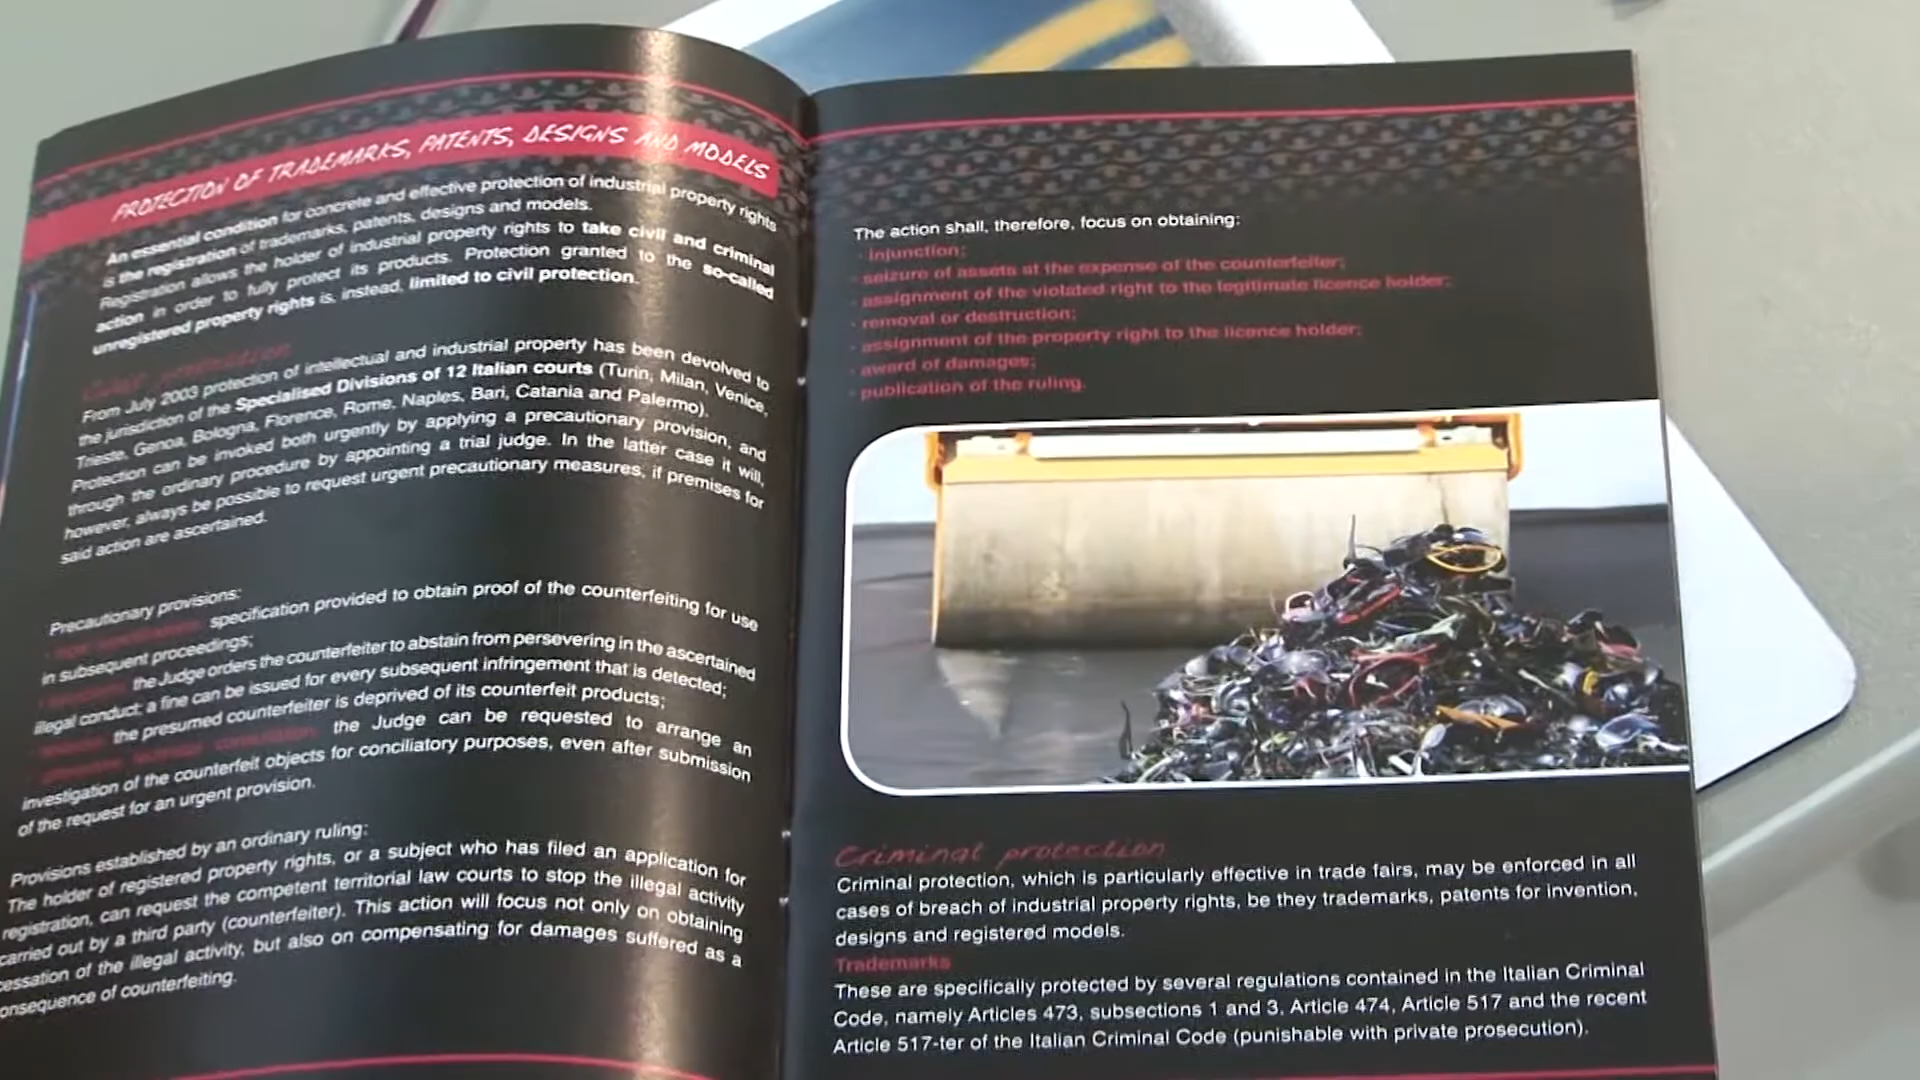 PROTECTION OF TRADEMARKS, PATENTS, DESIGNS AND MODELS
An essential condition for concrete and effective protection of industrial property rights
is the registration of trademarks, patents, designs and models.
Registration allows the holder of industrial property rights to take civil and criminal
action in order to fully protect its products. Protection granted to the so-called
unregistered property rights is, instead, limited to civil protection.
protection
From July 2003 protection of intellectual and industrial property has been devolved to
the jurisdiction of the Specialised Divisions of 12 Italian courts (Turin, Milan, Venice,
Trieste, Genoa, Bologna, Florence, Rome, Naples, Bari, Catania and Palermo).
Protection can be invoked both urgently by applying a precautionary provision, and
through the ordinary procedure by appointing a trial judge. In the latter case it will,
however, always be possible to request urgent precautionary measures, if premises for
said action are ascertained.
Precautionary provisions:
specification provided to obtain proof of the counterfeiting for use
in subsequent proceedings;
the Judge orders the counterfeiter to abstain from persevering in the ascertained
illegal conduct; a fine can be issued for every subsequent infringement that is detected;
the presumed counterfeiter is deprived of its counterfeit products;
the Judge can be requested to arrange an
investigation of the counterfeit objects for conciliatory purposes, even after submission
of the request for an urgent provision.
Provisions established by an ordinary ruling:
The holder of registered property rights, or a subject who has filed an application for
registration, can request the competent territorial law courts to stop the illegal activity
carried out by a third party (counterfeiter). This action will focus not only on obtaining
cessation of the illegal activity, but also on compensating for damages suffered as a
onsequence of counterfeiting.
The action shall, therefore, focus on obtaining:
- injunction;
- seizure of assets at the expense of the counterfeiter;
- assignment of the violated right to the legitimate licence holder;
- removal or destruction;
- assignment of the property right to the licence holder;
- award of damages;
- publication of the ruling.
Criminal protection
Criminal protection, which is particularly effective in trade fairs, may be enforced in all
cases of breach of industrial property rights, be they trademarks, patents for invention,
designs and registered models.
Trademarks
These are specifically protected by several regulations contained in the Italian Criminal
Code, namely Articles 473, subsections 1 and 3, Article 474, Article 517 and the recent
Article 517-ter of the Italian Criminal Code (punishable with private prosecution).